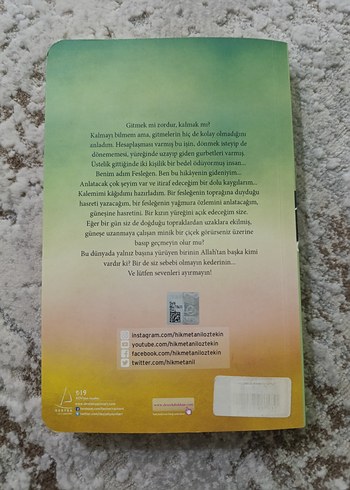 Gitmek mi zordur, kalmak mı?
Kalmayı bilmem ama, gitmelerin hiç de kolay olmadığını
anladım. Hesaplaşması varmış bu işin, dönmek isteyip de
dönememesi, yüreğinde uzayıp giden gurbetleri varmış.
Üstelik gittiğinde iki kişilik bir bedel ödüyormuş insan...
Benim adım Fesleğen. Ben bu hikâyenin gideniyim...
Anlatacak çok şeyim var ve itiraf edeceğim bir dolu kaygılarım...
Kalemimi kâğıdımı hazırladım. Bir fesleğenin toprağına duyduğu
hasreti yazacağım, bir fesleğenin yağmura özlemini anlatacağım,
güneşine hasretini. Bir kızın yüreğini açık edeceğim size.
Eğer bir gün siz de doğduğu topraklardan uzaklara ekilmiş,
güneşe uzanmaya çalışan minik bir çiçek görürseniz üzerine
basıp geçmeyin olur mu?
Bu dünyada yalnız başına yürüyen birinin Allah'tan başka kimi
vardır ki? Bir de siz sebebi olmayın kederinin...
Ve lütfen sevenleri ayırmayın!
instagram.com/hikmetaniloztekin
youtube.com/hikmetaniloztekin
facebook.com/hikmetaniloztekin
twitter.com/hikmetanil
619